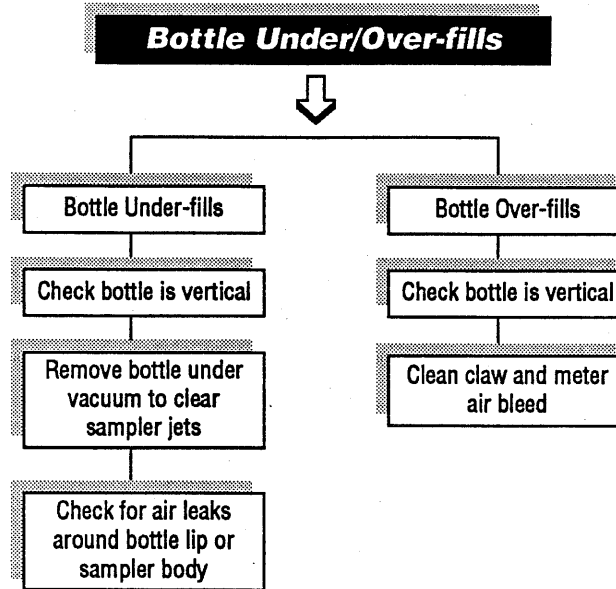 Bottle Under/Over-fills
Bottle Under-fills
Check bottle is vertical
Remove bottle under
vacuum to clear
sampler jets
Check for air leaks
around bottle lip or
sampler body
Bottle Over-fills
Check bottle is vertical
Clean claw and meter
air bleed